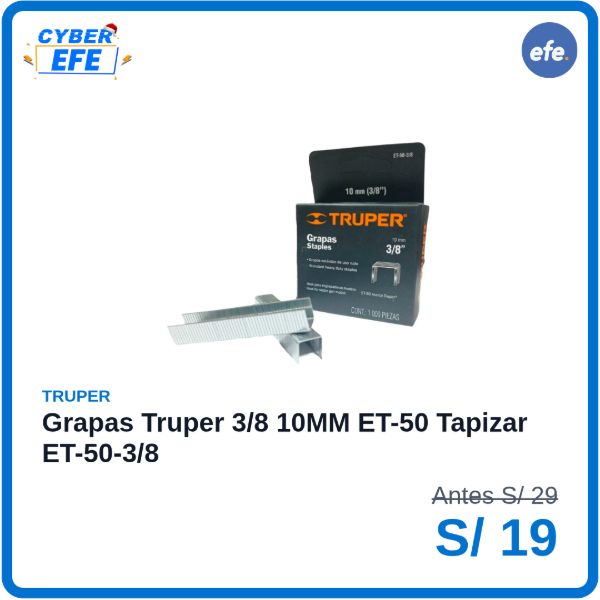 CYBER
EFE
efe.
ET-50-3/8
10 mm (3/8")
TRUPER®
Grapas
Staples
10 mm
3/8"
CONT.: 1 000 PIEZAS
TRUPER
Grapas Truper 3/8 10MM ET-50 Tapizar
ET-50-3/8
Antes S/ 29
S/ 19